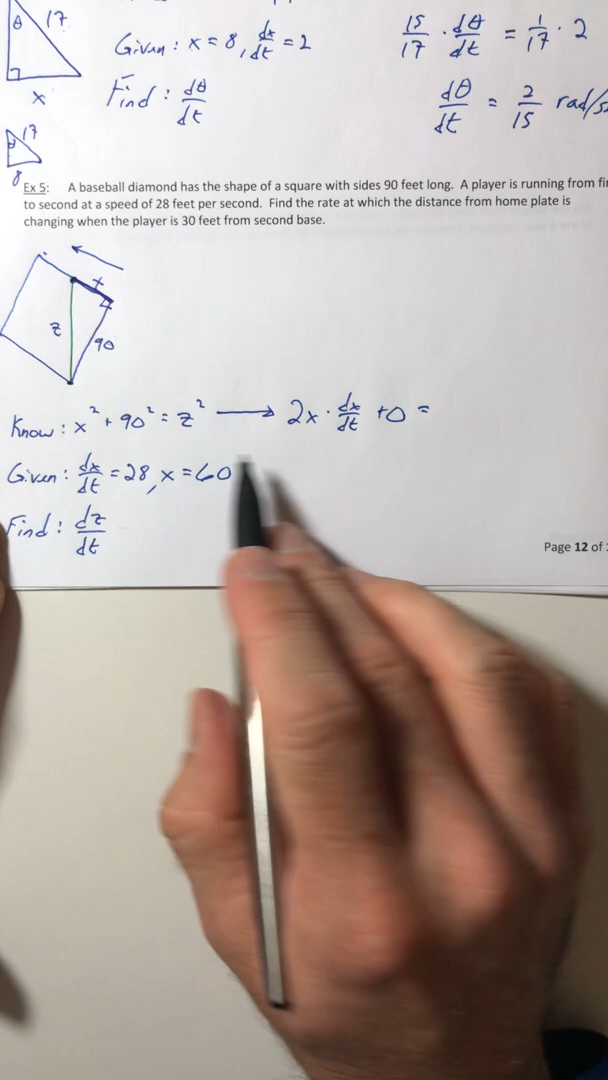 θ 17
x
Given : x = 8, dx/dt = 2
Find : dθ/dt
15/17 · dθ/dt = 1/17 · 2
dθ/dt = 2/15 rad/s
17
8
Ex 5: A baseball diamond has the shape of a square with sides 90 feet long. A player is running from
to second at a speed of 28 feet per second. Find the rate at which the distance from home plate is
changing when the player is 30 feet from second base.
x
z
90
Know : x² + 90² = z² → 2x · dx/dt + 0 =
Given : dx/dt = 28, x = 60
Find : dz/dt
Page 12 of